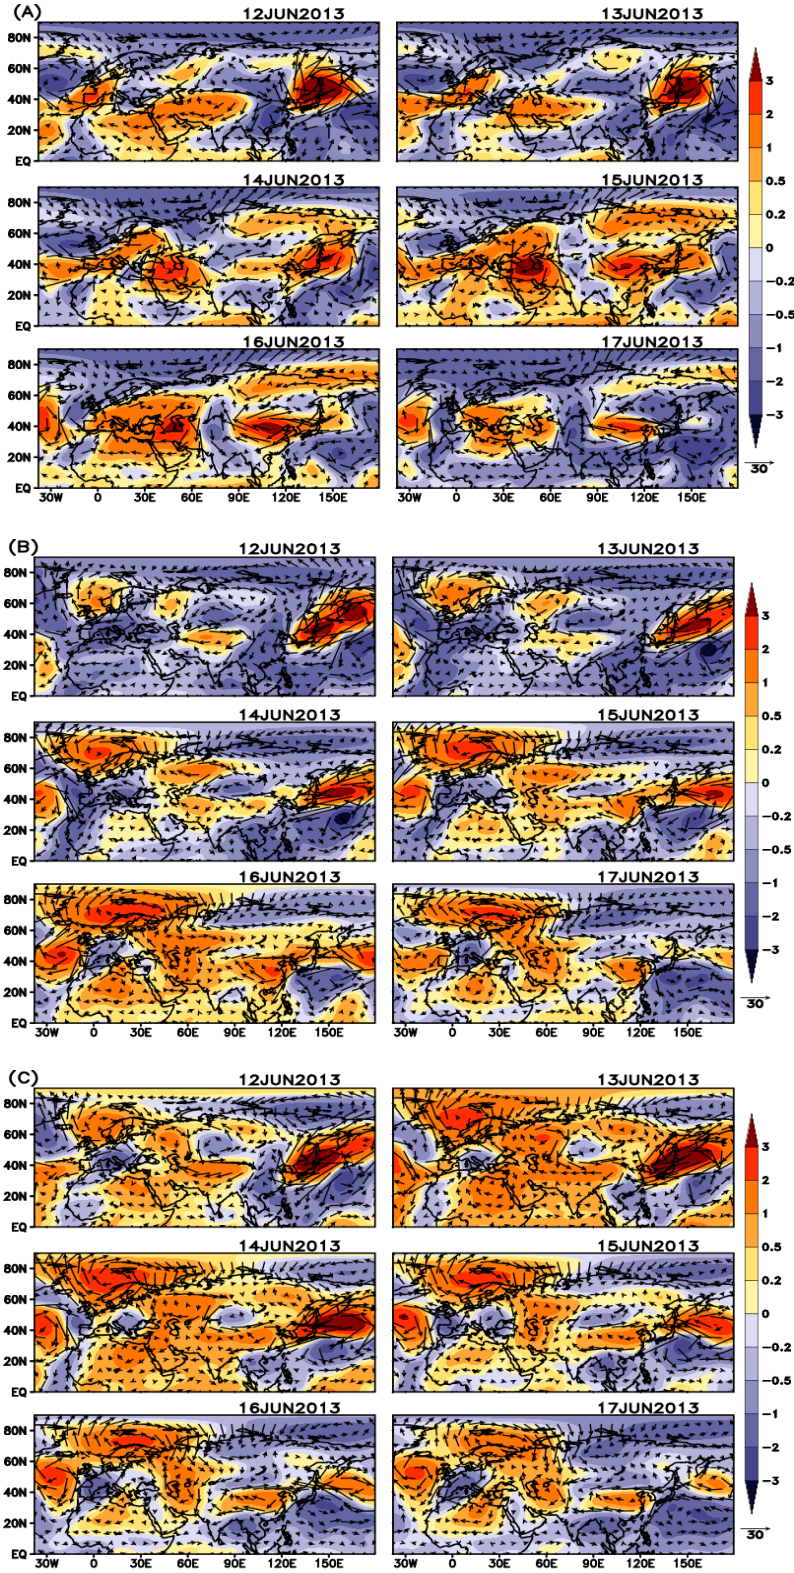 (A)
12JUN2013 13JUN2013
80N
60N
40N
20N
EQ
14JUN2013 15JUN2013
80N
60N
40N
20N
EQ
16JUN2013 17JUN2013
80N
60N
40N
20N
EQ
30W 0 30E 60E 90E 120E 150E 30W 0 30E 60E 90E 120E 150E
3
2
1
0.5
0.2
0
-0.2
-0.5
-1
-2
-3
30
(B)
12JUN2013 13JUN2013
80N
60N
40N
20N
EQ
14JUN2013 15JUN2013
80N
60N
40N
20N
EQ
16JUN2013 17JUN2013
80N
60N
40N
20N
EQ
30W 0 30E 60E 90E 120E 150E 30W 0 30E 60E 90E 120E 150E
3
2
1
0.5
0.2
0
-0.2
-0.5
-1
-2
-3
30
(C)
12JUN2013 13JUN2013
80N
60N
40N
20N
EQ
14JUN2013 15JUN2013
80N
60N
40N
20N
EQ
16JUN2013 17JUN2013
80N
60N
40N
20N
EQ
30W 0 30E 60E 90E 120E 150E 30W 0 30E 60E 90E 120E 150E
3
2
1
0.5
0.2
0
-0.2
-0.5
-1
-2
-3
30